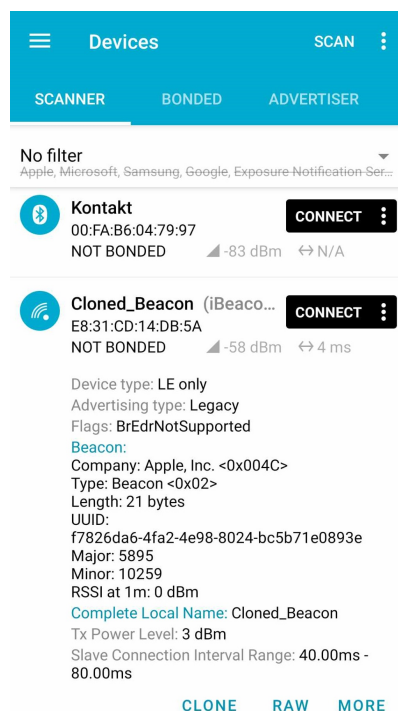 Devices
SCAN
SCANNER
BONDED
ADVERTISER
No filter
Apple, Microsoft, Samsung, Google, Exposure Notification Ser...
Kontakt
CONNECT
00:FA:B6:04:79:97
NOT BONDED -83 dBm N/A
Cloned_Beacon (iBeaco...
CONNECT
E8:31:CD:14:DB:5A
NOT BONDED -58 dBm 4 ms
Device type: LE only
Advertising type: Legacy
Flags: BrEdrNotSupported
Beacon:
Company: Apple, Inc. <0x004C>
Type: Beacon <0x02>
Length: 21 bytes
UUID:
f7826da6-4fa2-4e98-8024-bc5b71e0893e
Major: 5895
Minor: 10259
RSSI at 1m: 0 dBm
Complete Local Name: Cloned_Beacon
Tx Power Level: 3 dBm
Slave Connection Interval Range: 40.00ms -
80.00ms
CLONE
RAW
MORE